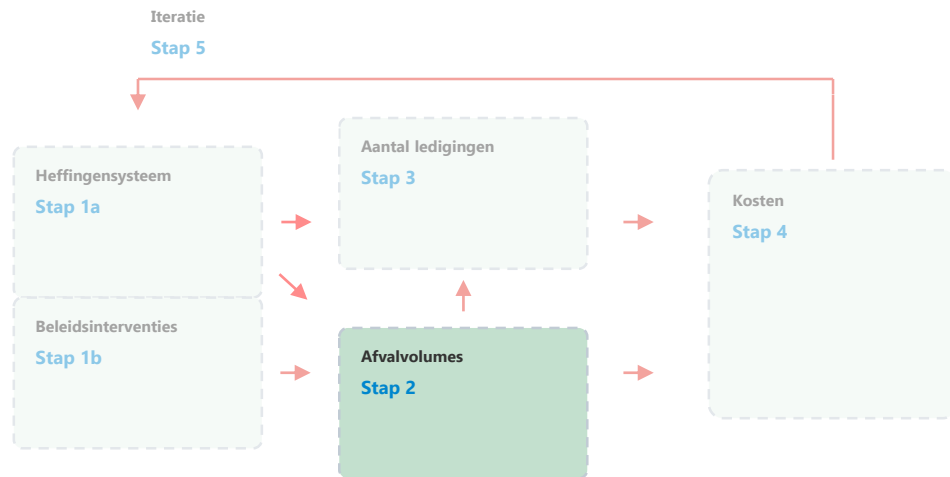 Iteratie
Stap 5
Heffingensysteem
Stap 1a
Beleidsinterventies
Stap 1b
Aantal ledigingen
Stap 3
Afvalvolumes
Stap 2
Kosten
Stap 4